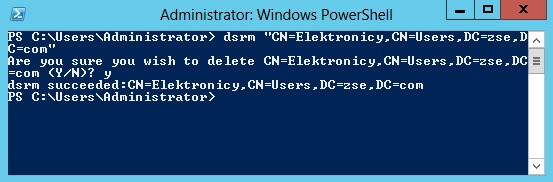 Administrator: Windows PowerShell
PS C:\Users\Administrator> dsrm "CN=Elektronicy,CN=Users,DC=zse,D
C=com"
Are you sure you wish to delete CN=Elektronicy,CN=Users,DC=zse,DC
=com (Y/N)? y
dsrm succeeded:CN=Elektronicy,CN=Users,DC=zse,DC=com
PS C:\Users\Administrator>